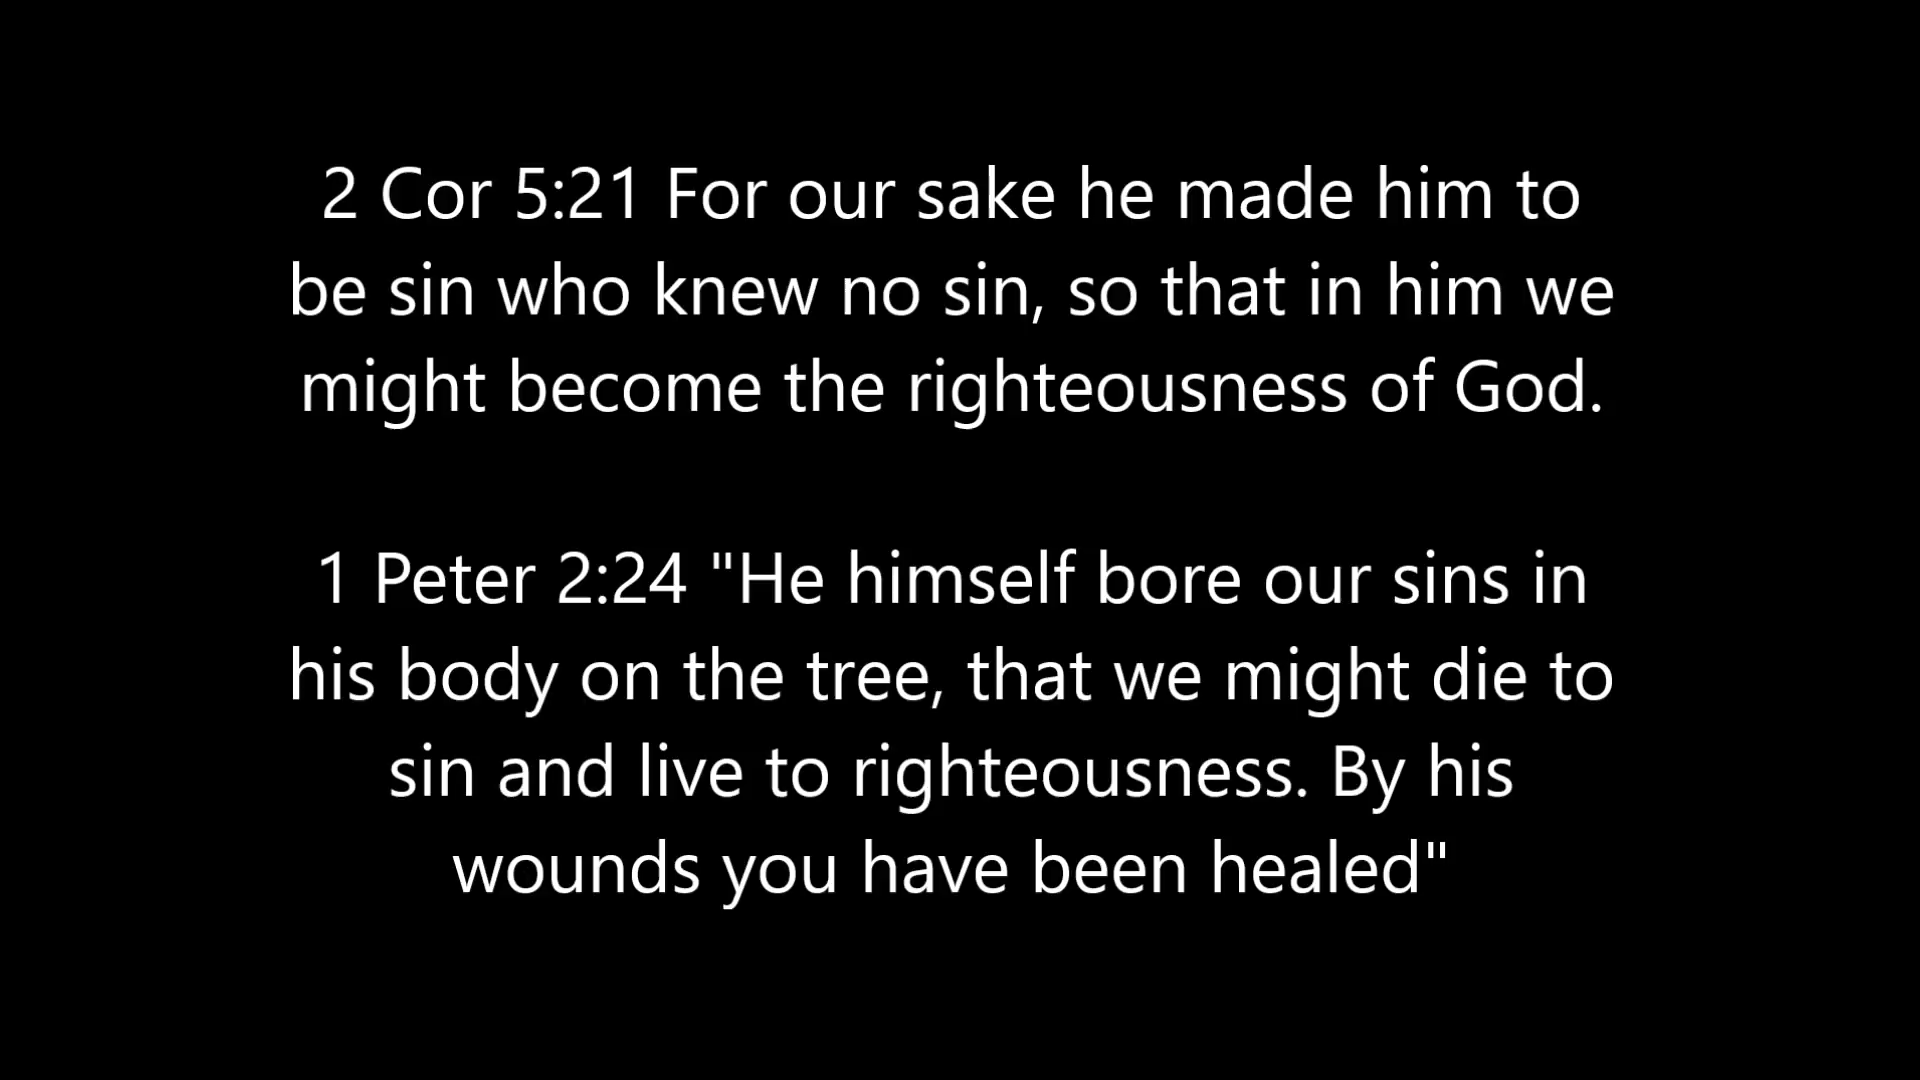 2 Cor 5:21 For our sake he made him to
be sin who knew no sin, so that in him we
might become the righteousness of God.
1 Peter 2:24 "He himself bore our sins in
his body on the tree, that we might die to
sin and live to righteousness. By his
wounds you have been healed"